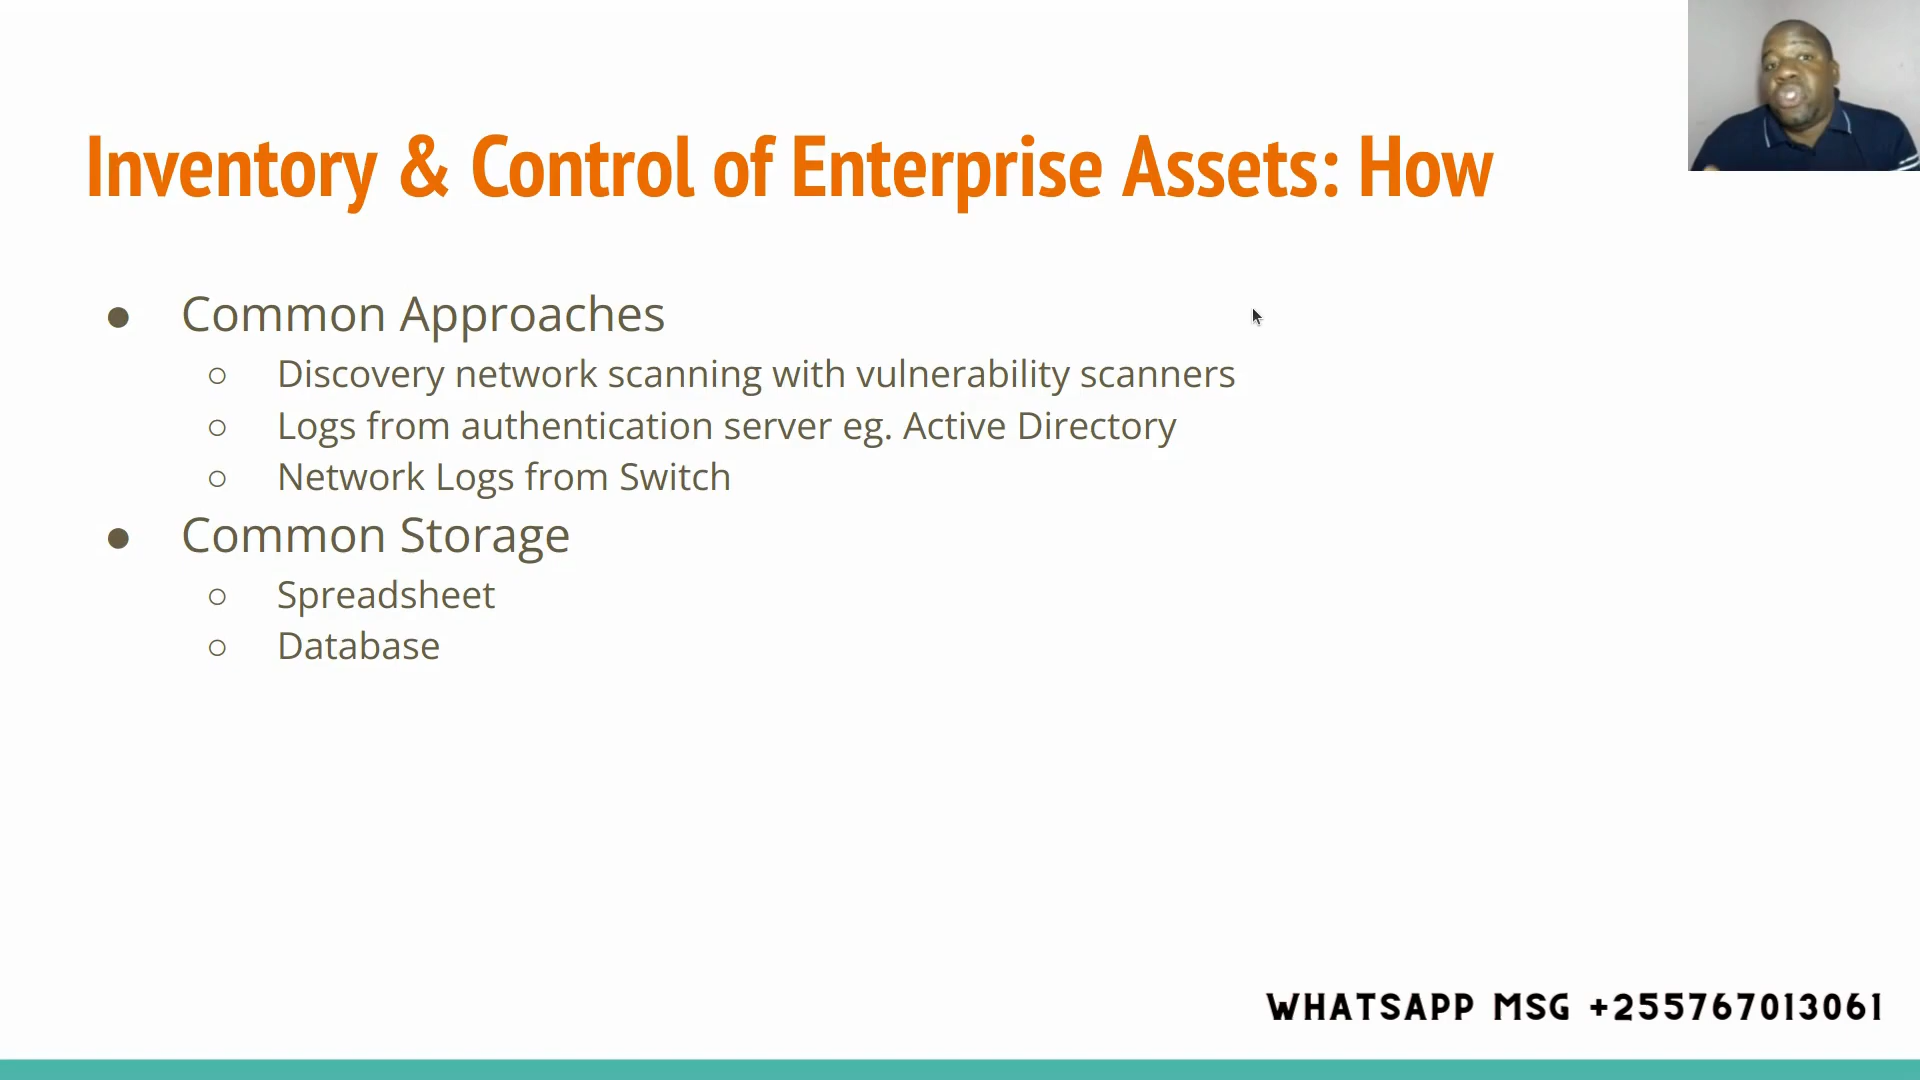 Inventory & Control of Enterprise Assets: How
● Common Approaches
○ Discovery network scanning with vulnerability scanners
○ Logs from authentication server eg. Active Directory
○ Network Logs from Switch
● Common Storage
○ Spreadsheet
○ Database
WHATSAPP MSG +255767013061